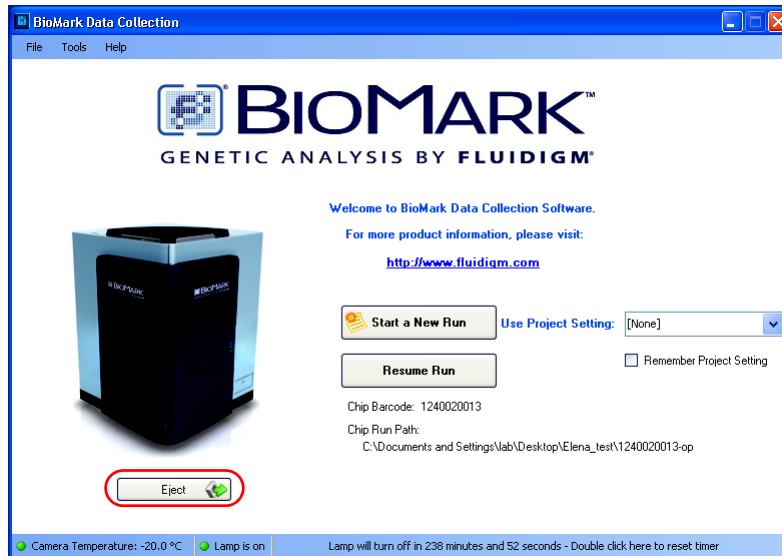 BioMark Data Collection
File Tools Help
BIOMARK™
GENETIC ANALYSIS BY FLUIDIGM®
Welcome to BioMark Data Collection Software.
For more product information, please visit:
http://www.fluidigm.com
BIOMARK BIOMARK
Start a New Run Use Project Setting: [None]
Resume Run Remember Project Setting
Chip Barcode: 1240020013
Chip Run Path:
C:\Documents and Settings\lab\Desktop\Elena_test\1240020013-op
Eject
Camera Temperature: -20.0 °C Lamp is on Lamp will turn off in 238 minutes and 52 seconds - Double click here to reset timer